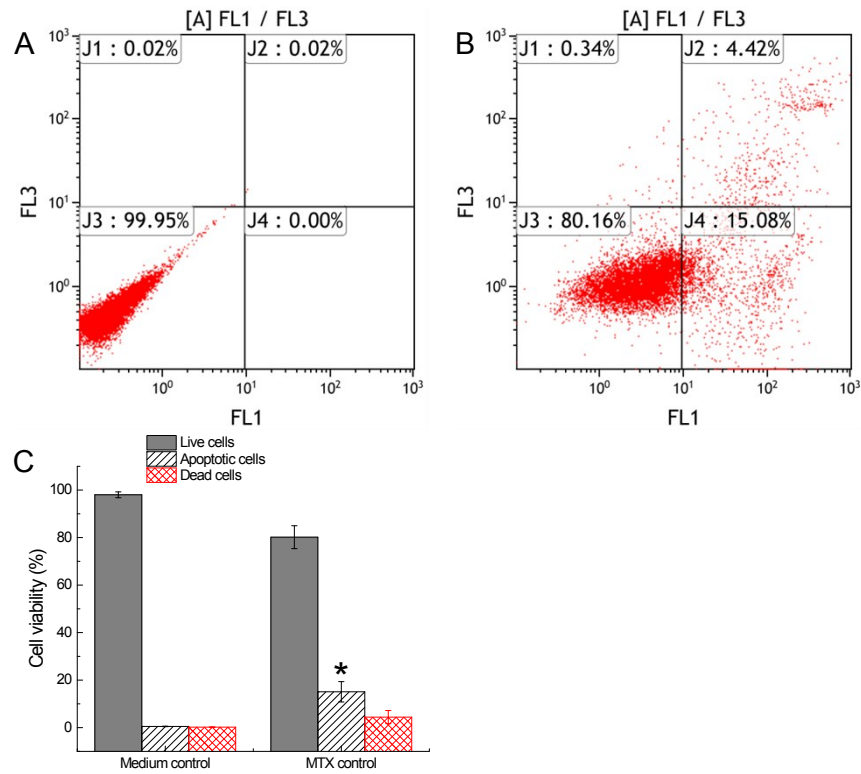 A
[A] FL1 / FL3
10³
J1 : 0.02%
J2 : 0.02%
10²
FL3
10¹
J3 : 99.95%
J4 : 0.00%
10⁰
10⁰
10¹
10²
10³
FL1
B
[A] FL1 / FL3
10³
J1 : 0.34%
J2 : 4.42%
10²
FL3
10¹
J3 : 80.16%
J4 : 15.08%
10⁰
10⁰
10¹
10²
10³
FL1
C
Live cells
Apoptotic cells
Dead cells
100
80
60
40
20
0
Cell viability (%)
*
Medium control
MTX control